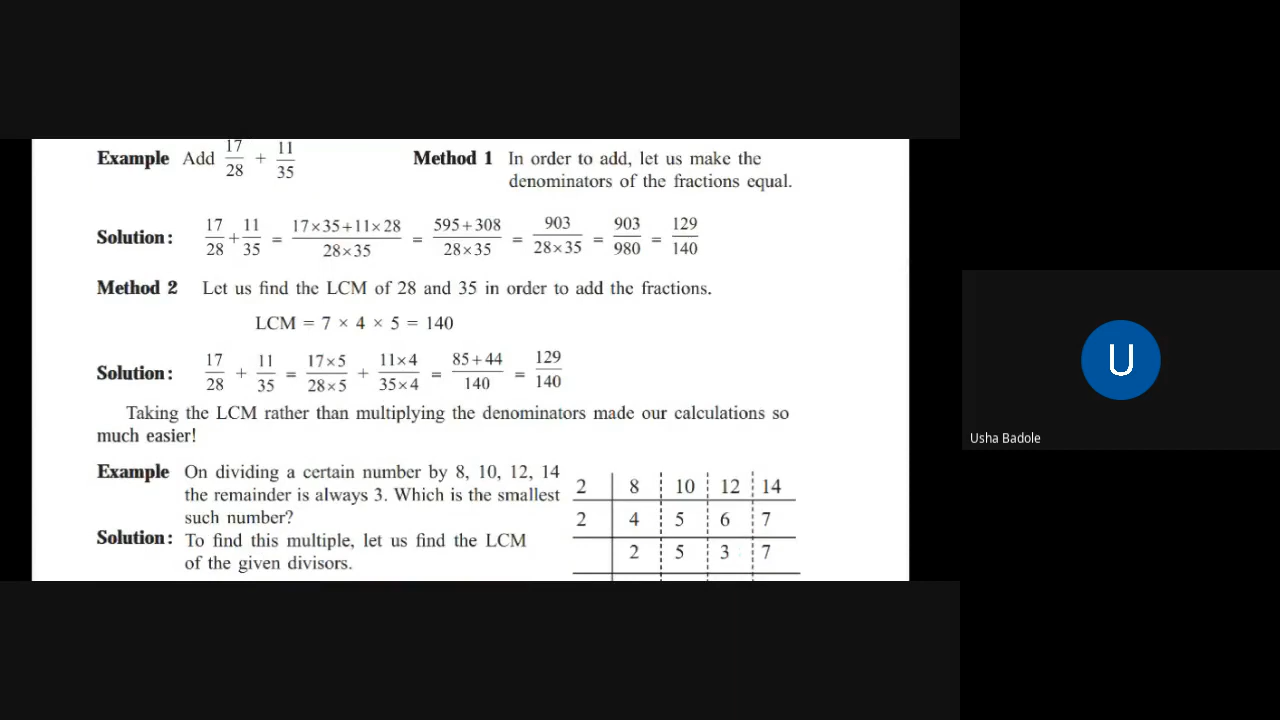 Example Add 17/28 + 11/35 Method 1 In order to add, let us make the
denominators of the fractions equal.
Solution: 17/28 + 11/35 = (17×35+11×28)/(28×35) = (595+308)/(28×35) = 903/(28×35) = 903/980 = 129/140
Method 2 Let us find the LCM of 28 and 35 in order to add the fractions.
LCM = 7 × 4 × 5 = 140
Solution: 17/28 + 11/35 = (17×5)/(28×5) + (11×4)/(35×4) = (85+44)/140 = 129/140
Taking the LCM rather than multiplying the denominators made our calculations so
much easier!
Example On dividing a certain number by 8, 10, 12, 14
the remainder is always 3. Which is the smallest
such number?
Solution: To find this multiple, let us find the LCM
of the given divisors.
2 8 10 12 14
2 4 5 6 7
2 5 3 7
U
Usha Badole